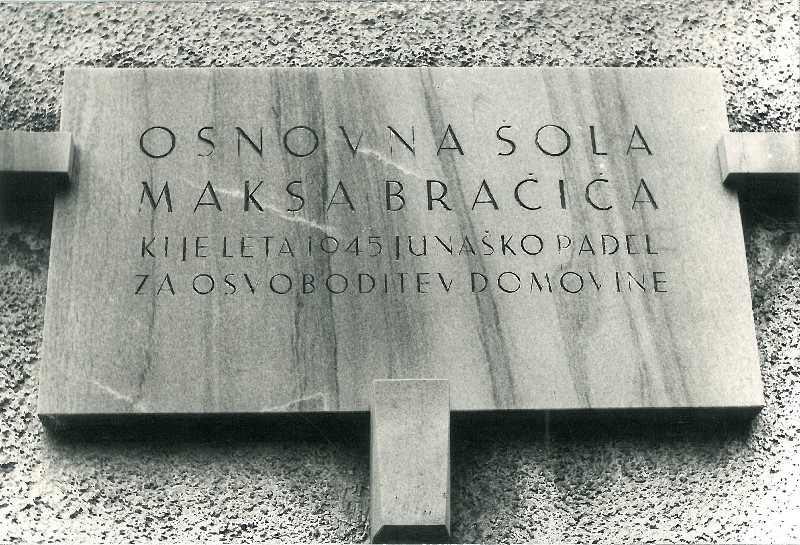 OSNOVNA ŠOLA
MAKSA BRAČIČA
KI JE LETA 1945 JUNAŠKO PADEL
ZA OSVOBODITEV DOMOVINE